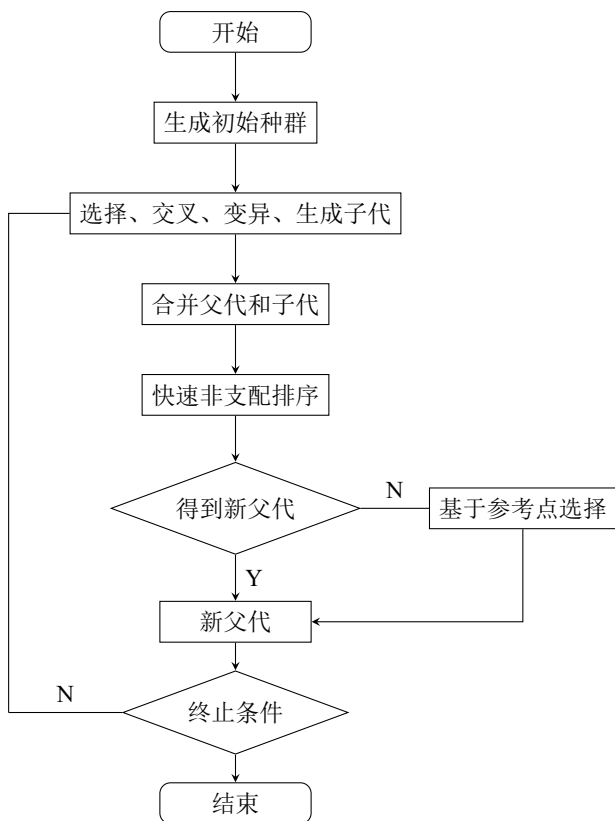 开始
生成初始种群
选择、交叉、变异、生成子代
合并父代和子代
快速非支配排序
得到新父代
N
基于参考点选择
Y
新父代
N
终止条件
结束